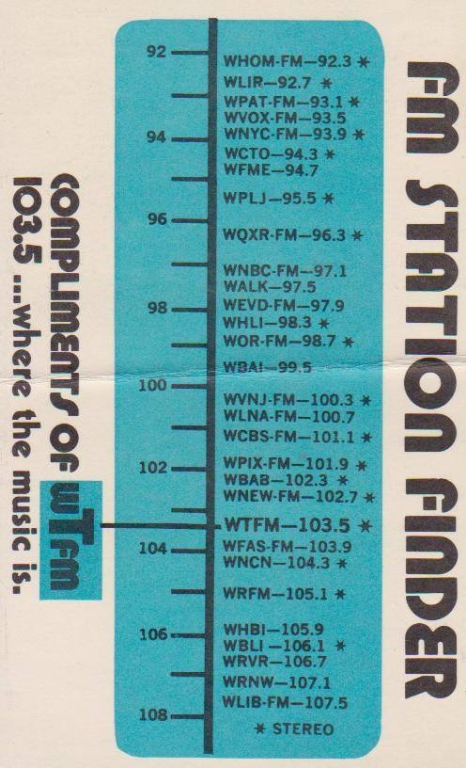 FM STATION FINDER
92
94
96
98
100
102
104
106
108
WHOM-FM—92.3 *
WLIR—92.7 *
WPAT-FM—93.1 *
WVOX-FM—93.5
WNYC-FM—93.9 *
WCTO—94.3 *
WFME—94.7
WPLJ—95.5 *
WQXR-FM—96.3 *
WNBC-FM—97.1
WALK—97.5
WEVD-FM—97.9
WHLI—98.3 *
WOR-FM—98.7 *
WBAI—99.5
WVNJ-FM—100.3 *
WLNA-FM—100.7
WCBS-FM—101.1 *
WPIX-FM—101.9 *
WBAB—102.3 *
WNEW-FM—102.7 *
WTFM—103.5 *
WFAS-FM—103.9
WNCN—104.3 *
WRFM—105.1 *
WHBI—105.9
WBLI—106.1 *
WRVR—106.7
WRNW—107.1
WLIB-FM—107.5
* STEREO
COMPLIMENTS OF WTFM
103.5 ...where the music is.